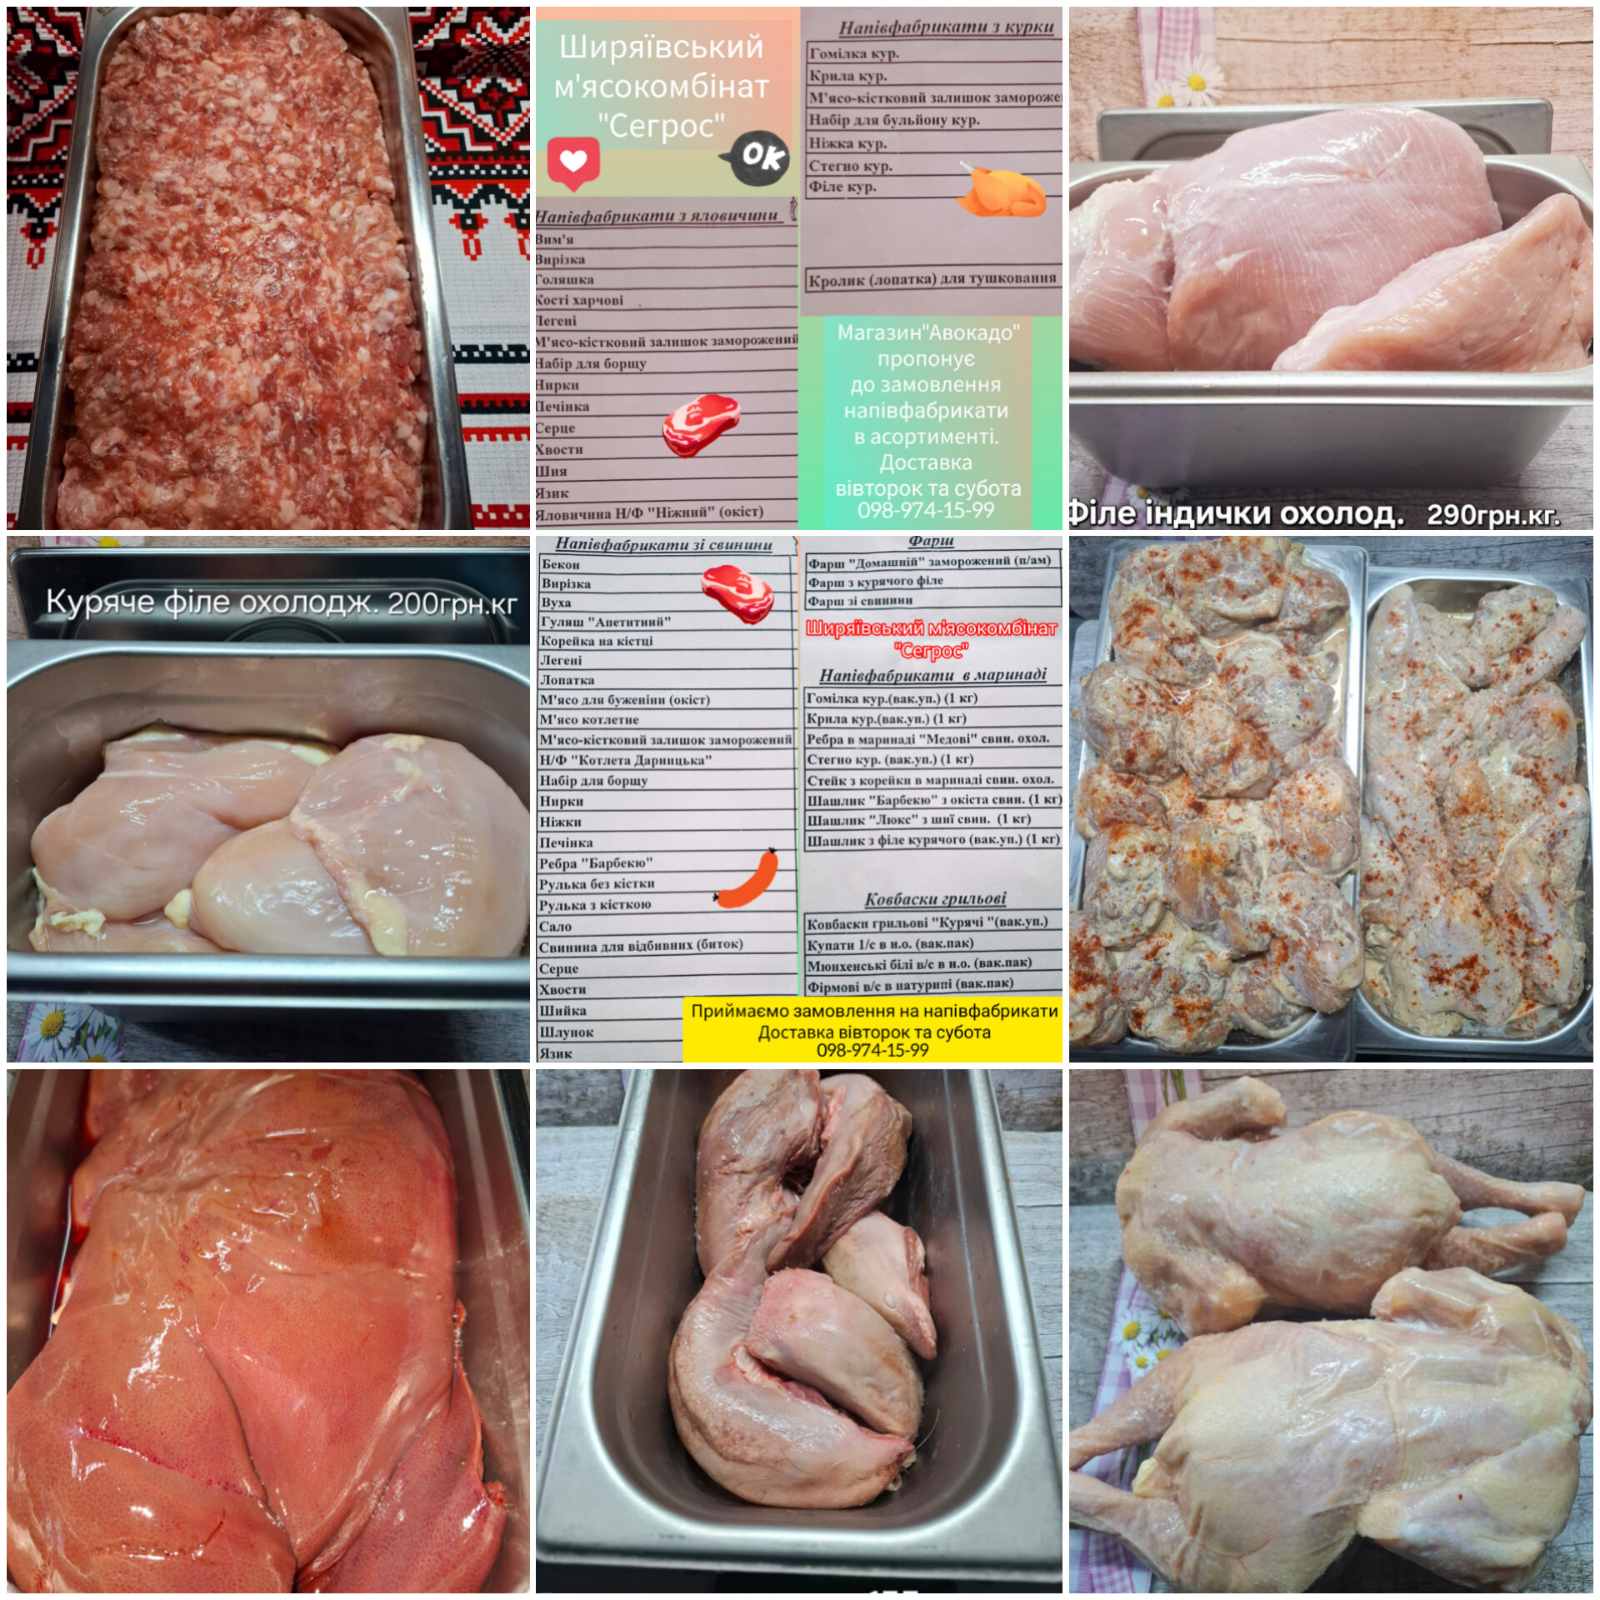 Ширяївський
м'ясокомбінат
"Сегрос"
OK
Напівфабрикати з яловичини
Вим'я
Вирізка
Голяшка
Кості харчові
Легені
М'ясо-кістковий залишок заморожений
Набір для борщу
Нирки
Печінка
Серце
Хвости
Шия
Язик
Яловичина Н/Ф "Ніжний" (окіст)
Напівфабрикати з курки
Гомілка кур.
Крила кур.
М'ясо-кістковий залишок замороже
Набір для бульйону кур.
Ніжка кур.
Стегно кур.
Філе кур.
Кролик (лопатка) для тушковання
Магазин"Авокадо"
пропонує
до замовлення
напівфабрикати
в асортименті.
Доставка
вівторок та субота
098-974-15-99
Філе індички охолод. 290грн.кг.
Куряче філе охолодж. 200грн.кг
Напівфабрикати зі свинини
Бекон
Вирізка
Вуха
Гуляш "Апетитний"
Корейка на кістці
Легені
Лопатка
М'ясо для буженіни (окіст)
М'ясо котлетне
М'ясо-кістковий залишок заморожений
Н/Ф "Котлета Дарницька"
Набір для борщу
Нирки
Ніжки
Печінка
Ребра "Барбекю"
Рулька без кістки
Рулька з кісткою
Сало
Свинина для відбивних (биток)
Серце
Хвости
Шийка
Шлунок
Язик
Фарш
Фарш "Домашній" заморожений (п/ам)
Фарш з курячого філе
Фарш зі свинини
Ширяївський м'ясокомбінат
"Сегрос"
Напівфабрикати в маринаді
Гомілка кур.(вак.уп.) (1 кг)
Крила кур.(вак.уп.) (1 кг)
Ребра в маринаді "Медові" свин. охол.
Стегно кур. (вак.уп.) (1 кг)
Стейк з корейки в маринаді свин. охол.
Шашлик "Барбекю" з окіста свин. (1 кг)
Шашлик "Люкс" з шиї свин. (1 кг)
Шашлик з філе курячого (вак.уп.) (1 кг)
Ковбаски грильові
Ковбаски грильові "Курячі "(вак.уп.)
Купати 1/с в н.о. (вак.пак)
Мюнхенські білі в/с в н.о. (вак.пак)
Фірмові в/с в натурині (вак.пак)
Приймаємо замовлення на напівфабрикати
Доставка вівторок та субота
098-974-15-99